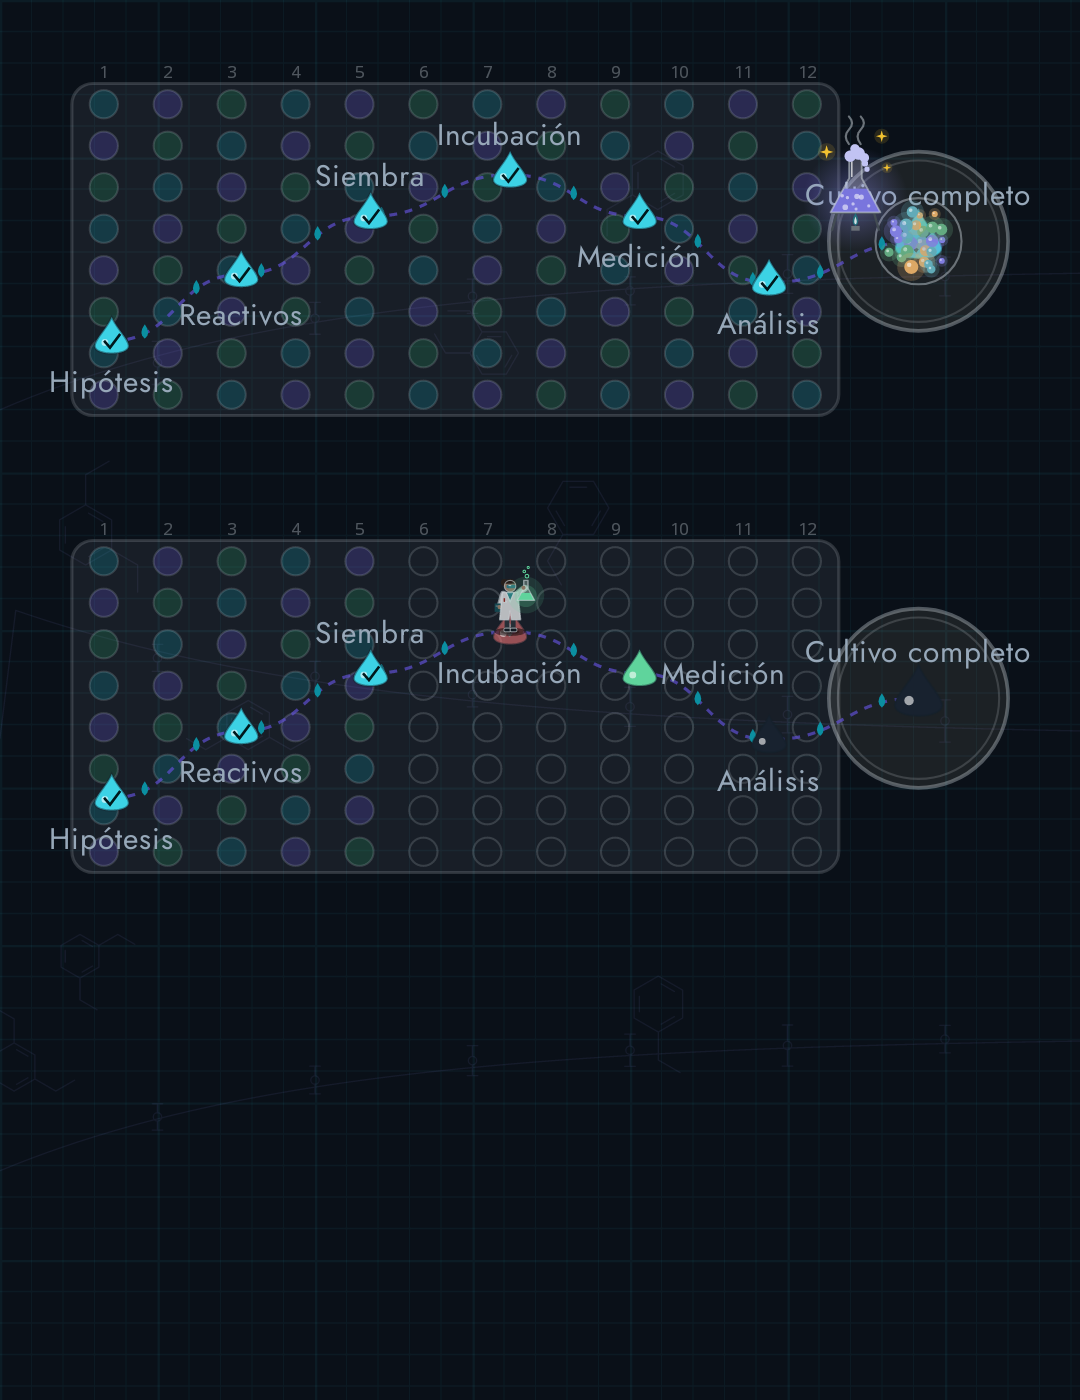 1 2 3 4 5 6 7 8 9 10 11 12
Incubación
Siembra
Cultivo completo
Medición
Reactivos
Análisis
Hipótesis
1 2 3 4 5 6 7 8 9 10 11 12
Siembra
Cultivo completo
Incubación
Medición
Reactivos
Análisis
Hipótesis